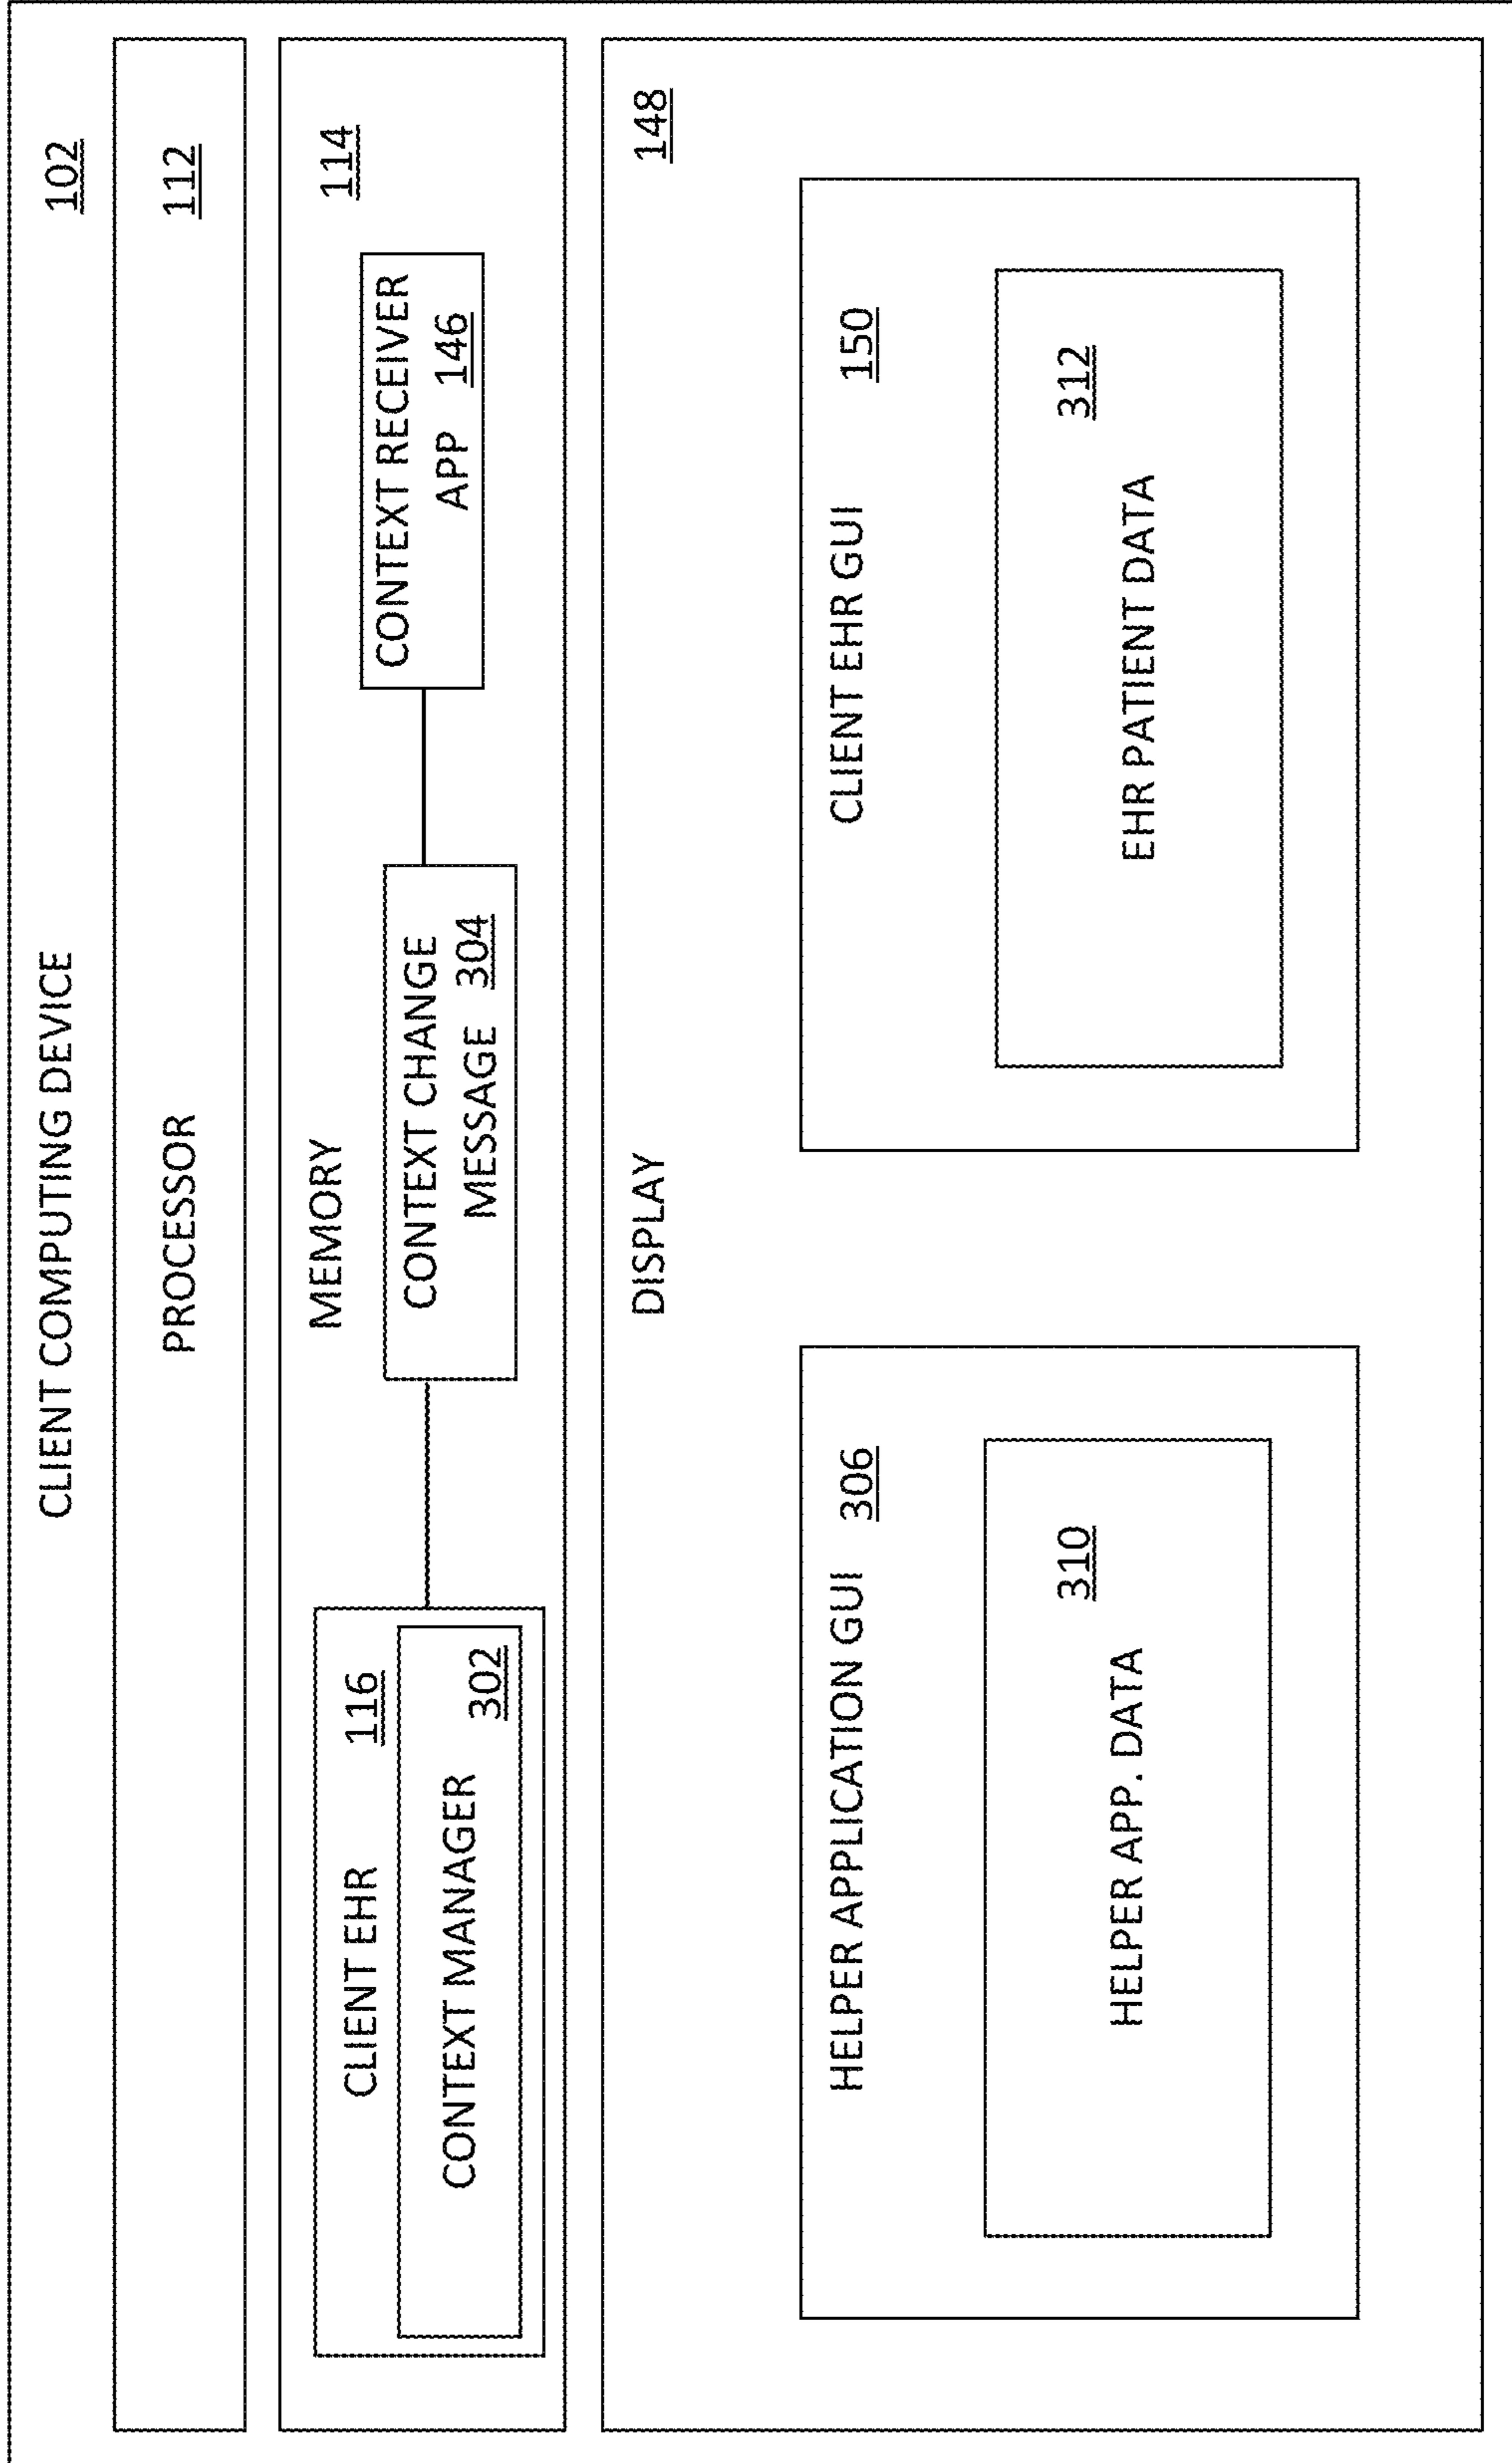 CLIENT COMPUTING DEVICE 102
PROCESSOR 112
MEMORY 114
CLIENT EHR 116
CONTEXT MANAGER
302
CONTEXT CHANGE
MESSAGE 304
CONTEXT RECEIVER
APP 146
DISPLAY 148
HELPER APPLICATION GUI 306
310
HELPER APP. DATA
CLIENT EHR GUI 150
312
EHR PATIENT DATA